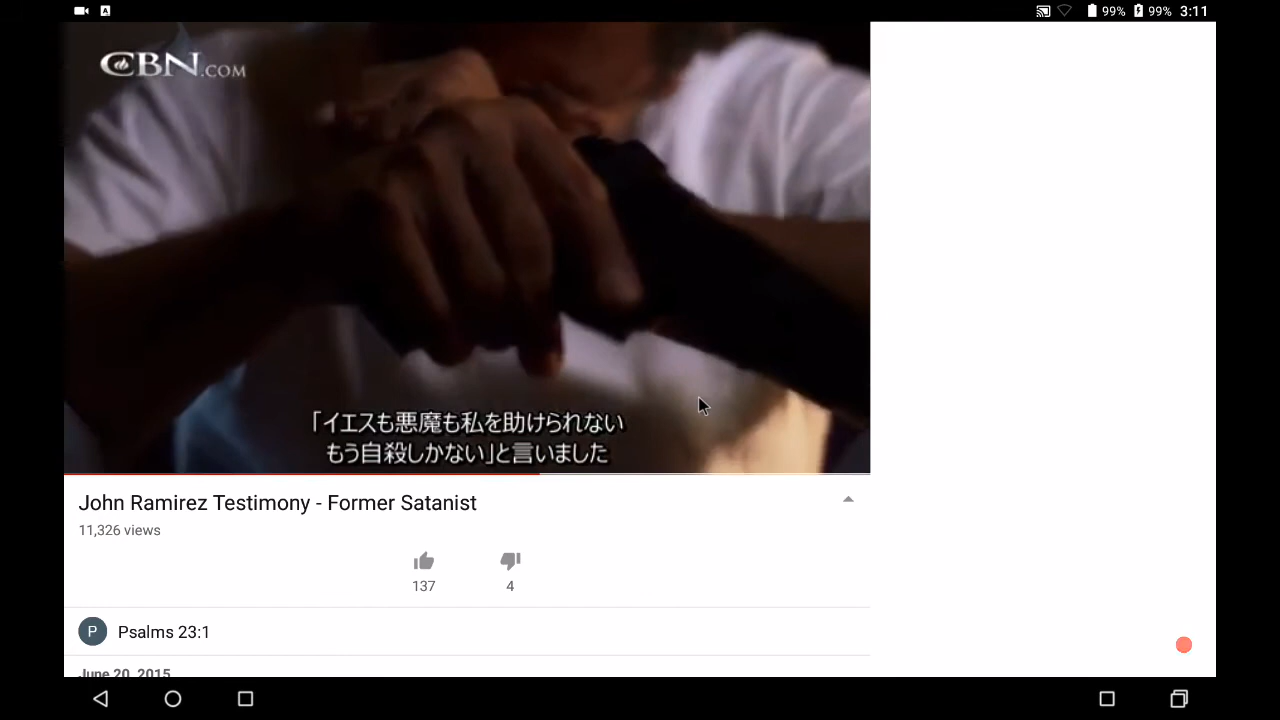 99% 99% 3:11
CBN.COM
「イエスも悪魔も私を助けられない
もう自殺しかない」と言いました
John Ramirez Testimony - Former Satanist
11,326 views
137 4
P Psalms 23:1
June 20, 2015